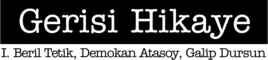 Gerisi Hikaye
I. Beril Tetik, Demokan Atasoy, Galip Dursun